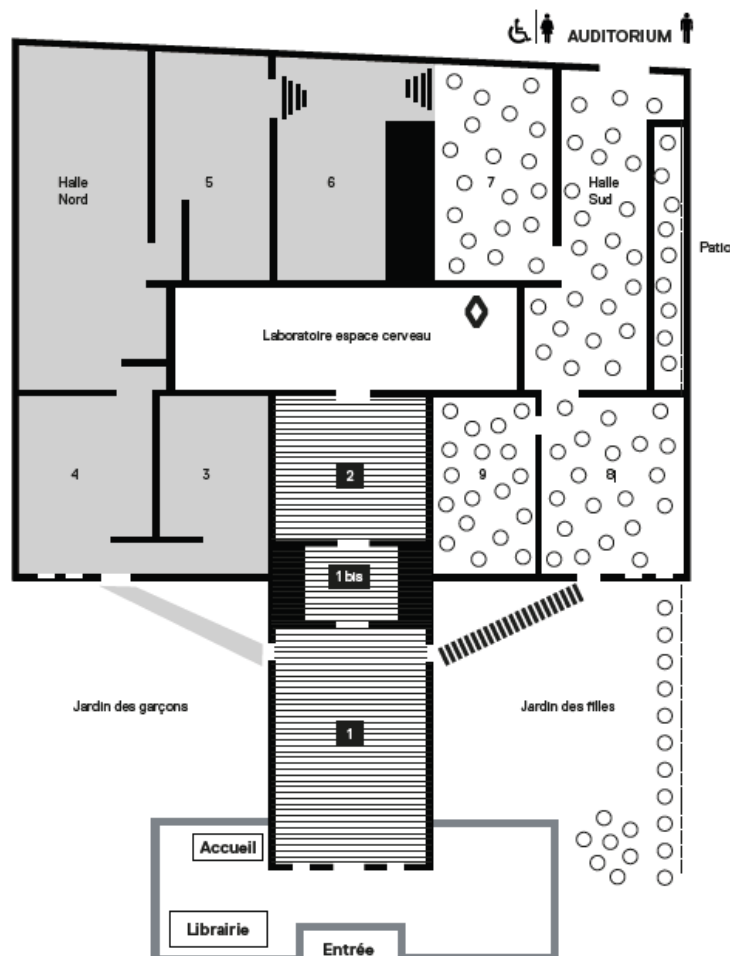 AUDITORIUM
Halle
Nord
5
6
7
Halle
Sud
Patio
Laboratoire espace cerveau
4
3
2
9
8
1 bis
Jardin des garçons
1
Jardin des filles
Accueil
Librairie
Entrée